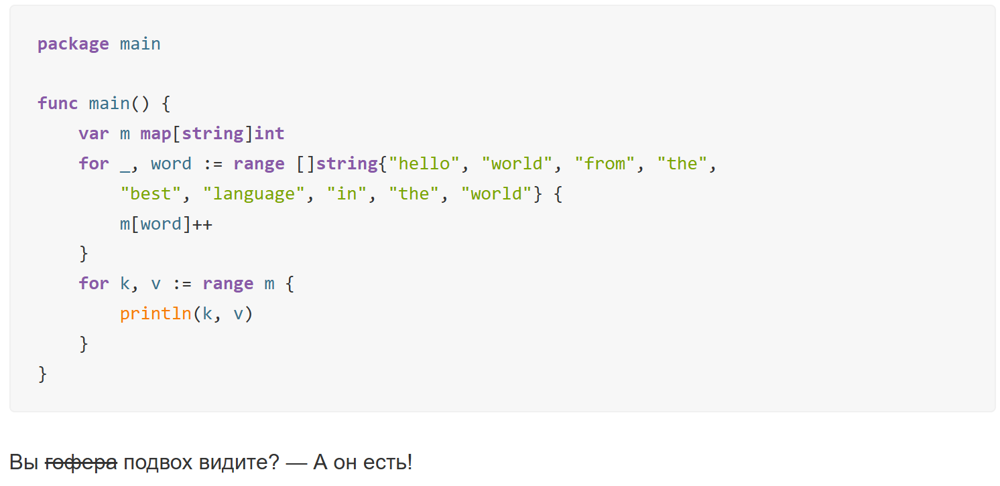 package main

func main() {
    var m map[string]int
    for _, word := range []string{"hello", "world", "from", "the",
        "best", "language", "in", "the", "world"} {
        m[word]++
    }
    for k, v := range m {
        println(k, v)
    }
}

Вы гофера подвох видите? — А он есть!